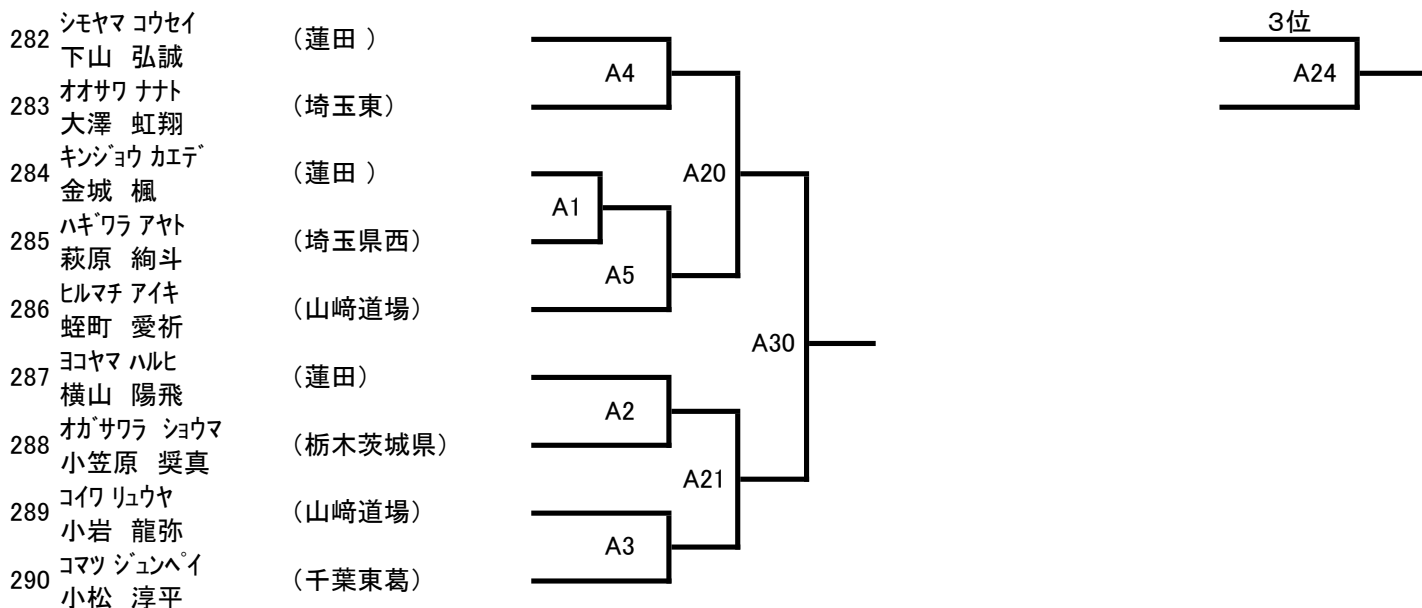 シモヤマ コウセイ
282 下山 弘誠 （蓮田 ）
オオサワ ナナト
283 大澤 虹翔 （埼玉東）
キンジョウ カエデ
284 金城 楓 （蓮田 ）
ハギワラ アヤト
285 萩原 絢斗 （埼玉県西）
ヒルマチ アイキ
286 蛭町 愛祈 （山﨑道場）
ヨコヤマ ハルヒ
287 横山 陽飛 （蓮田）
オガサワラ ショウマ
288 小笠原 奨真 （栃木茨城県）
コイワ リュウヤ
289 小岩 龍弥 （山﨑道場）
コマツ ジュンペイ
290 小松 淳平 （千葉東葛）
A4
A1
A5
A20
A2
A3
A21
A30
３位
A24